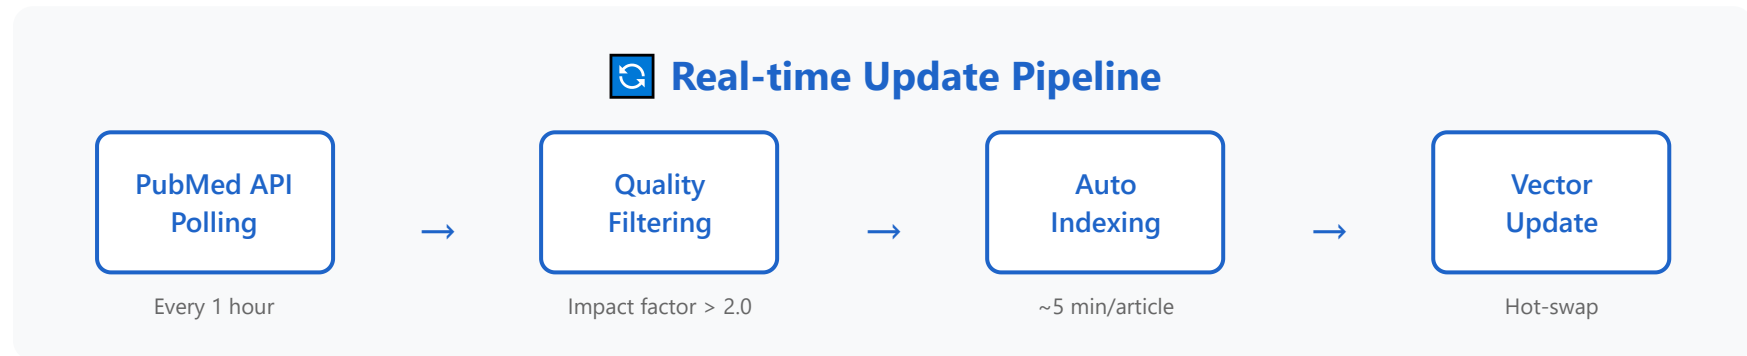 Real-time Update Pipeline
PubMed API
Polling
→
Quality
Filtering
→
Auto
Indexing
→
Vector
Update
Every 1 hour
Impact factor > 2.0
~5 min/article
Hot-swap